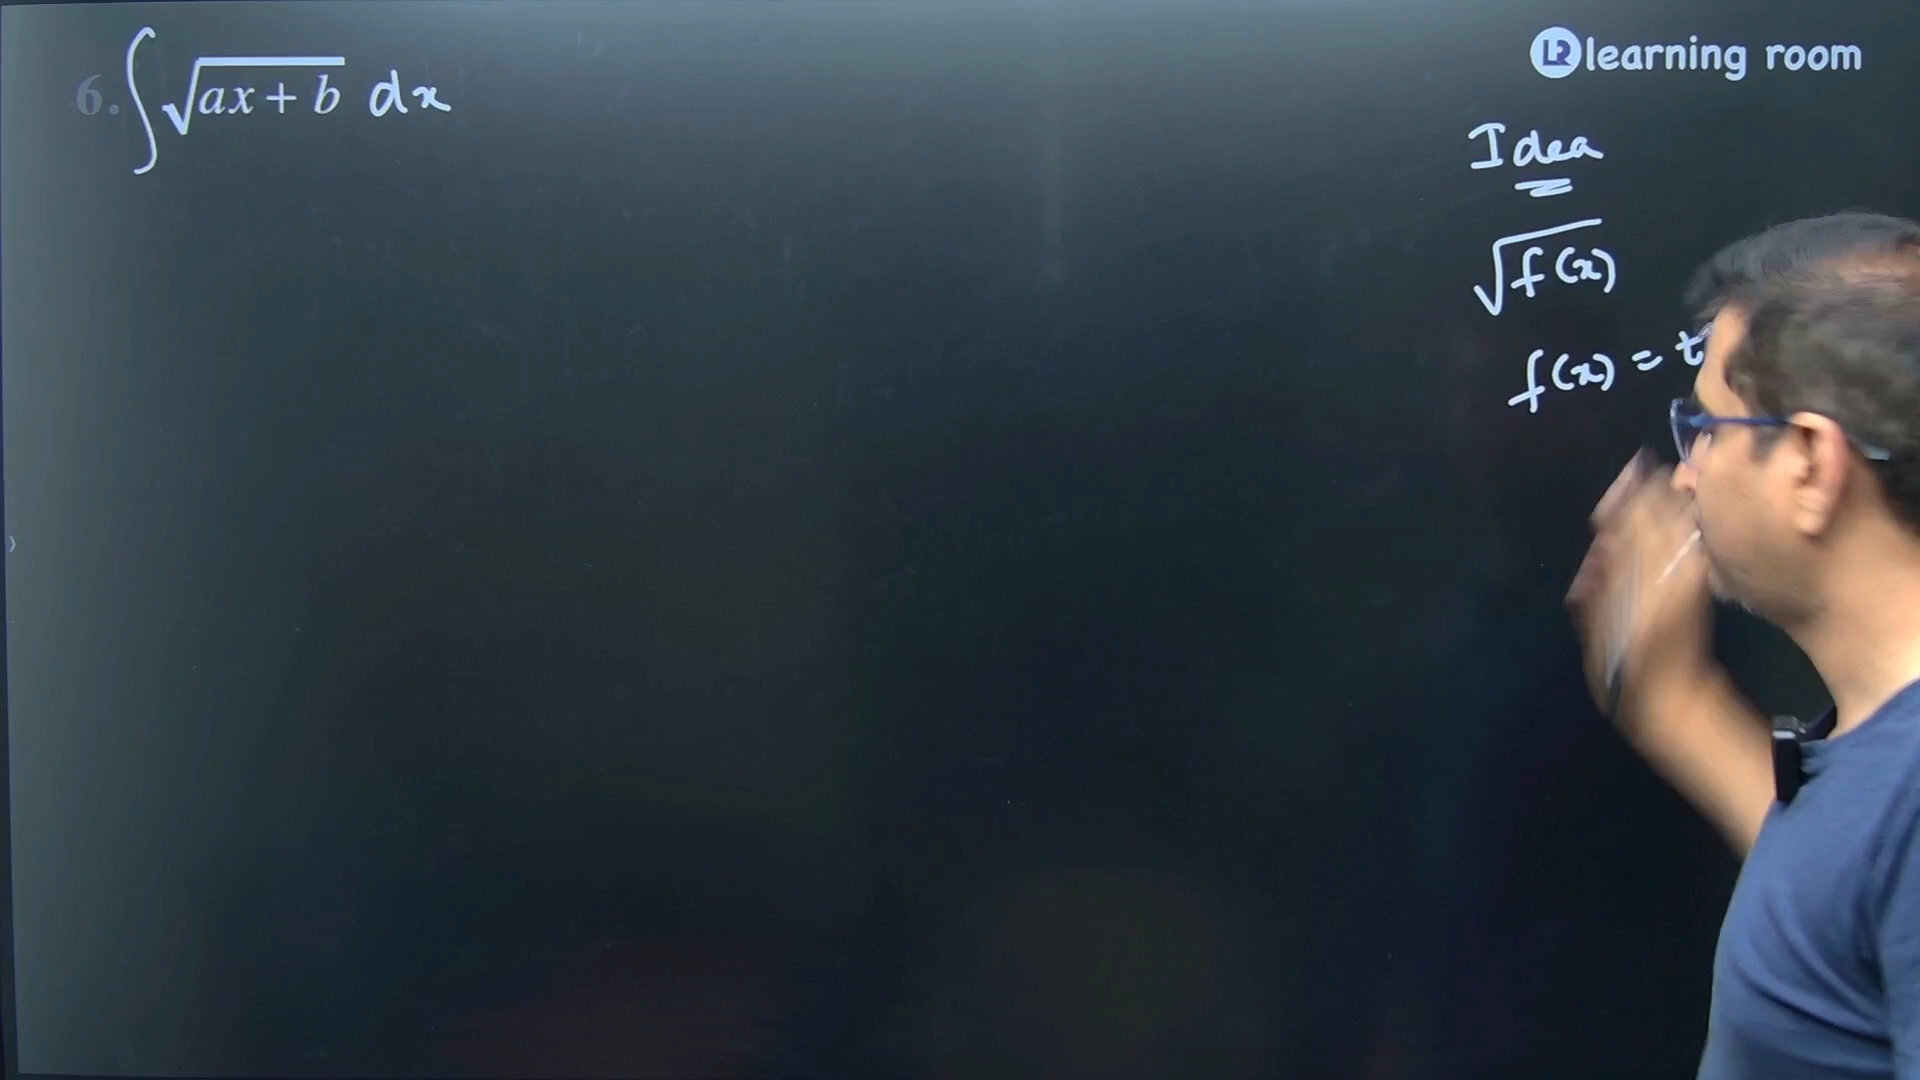 6. ∫ √(ax + b) dx
learning room
Idea
√f(x)
f(x) = t